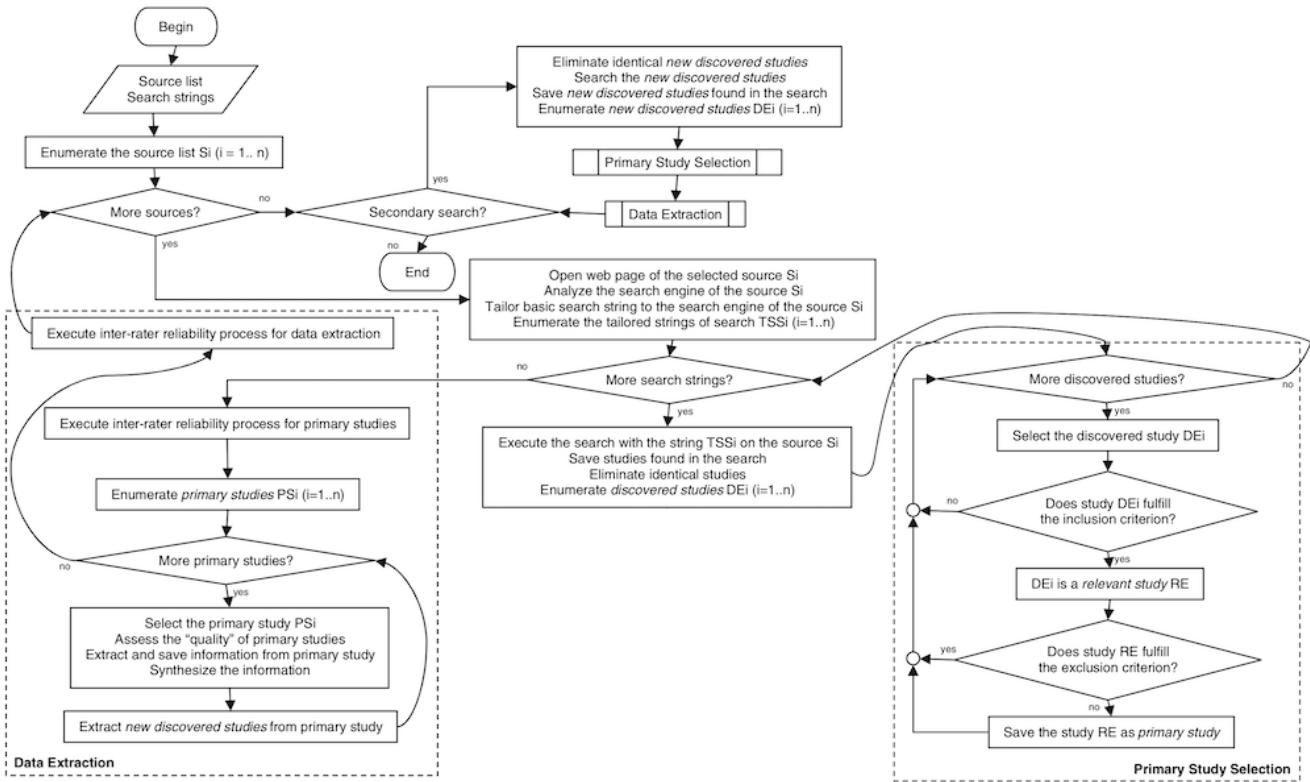 Begin
Source list
Search strings
Enumerate the source list Si (i = 1.. n)
More sources?
no
yes
Secondary search?
yes
no
End
Eliminate identical new discovered studies
Search the new discovered studies
Save new discovered studies found in the search
Enumerate new discovered studies DEi (i=1..n)
Primary Study Selection
Data Extraction
Open web page of the selected source Si
Analyze the search engine of the source Si
Tailor basic search string to the search engine of the source Si
Enumerate the tailored strings of search TSSi (i=1..n)
More search strings?
no
yes
Execute the search with the string TSSi on the source Si
Save studies found in the search
Eliminate identical studies
Enumerate discovered studies DEi (i=1..n)
Execute inter-rater reliability process for data extraction
Execute inter-rater reliability process for primary studies
Enumerate primary studies PSi (i=1..n)
More primary studies?
no
yes
Select the primary study PSi
Assess the “quality” of primary studies
Extract and save information from primary study
Synthesize the information
Extract new discovered studies from primary study
Data Extraction
More discovered studies?
no
yes
Select the discovered study DEi
Does study DEi fulfill
the inclusion criterion?
no
yes
DEi is a relevant study RE
Does study RE fulfill
the exclusion criterion?
yes
no
Save the study RE as primary study
Primary Study Selection